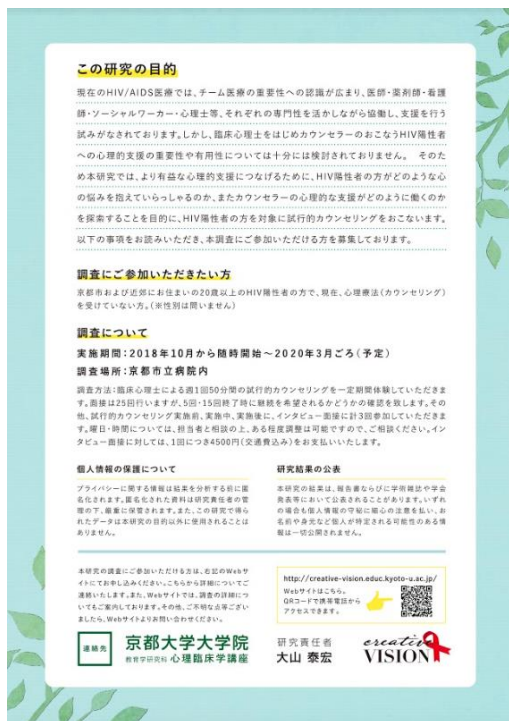 この研究の目的
現在のHIV/AIDS医療では、チーム医療の重要性への認識が広まり、医師・薬剤師・看護
師・ソーシャルワーカー・心理士等、それぞれの専門性を活かしながら協働し、支援を行う
試みがなされております。しかし、臨床心理士をはじめカウンセラーのおこなうHIV陽性者
への心理的支援の重要性や有用性については十分には検討されておりません。 そのた
め本研究では、より有益な心理的支援につなげるために、HIV陽性者の方がどのような心
の悩みを抱えていらっしゃるのか、またカウンセラーの心理的な支援がどのように働くのか
を探索することを目的に、HIV陽性者の方を対象に試行的カウンセリングをおこないます。
以下の事項をお読みいただき、本調査にご参加いただける方を募集しております。
調査にご参加いただきたい方
京都市および近郊にお住まいの20歳以上のHIV陽性者の方で、現在、心理療法(カウンセリング)
を受けていない方。(※性別は問いません)
調査について
実施期間:2018年10月から随時開始〜2020年3月ごろ(予定)
調査場所:京都市立病院内
調査方法:臨床心理士による週1回50分間の試行的カウンセリングを一定期間体験していただきま
す。面接は25回行いますが、5回・15回終了時に継続を希望されるかどうかの確認を致します。その
他、試行的カウンセリング実施前、実施中、実施後に、インタビュー面接に計3回参加していただきま
す。曜日・時間については、担当者と相談の上、ある程度調整は可能ですので、ご相談ください。イン
タビュー面接に対しては、1回につき4500円(交通費込み)をお支払いいたします。
個人情報の保護について
プライバシーに関する情報は結果を分析する前に匿
名化されます。匿名化された資料は研究責任者の管
理の下、厳重に保管されます。また、この研究で得ら
れたデータは本研究の目的以外に使用されることは
ありません。
研究結果の公表
本研究の結果は、報告書ならびに学術雑誌や学会
発表等において公表されることがあります。いずれ
の場合も個人情報の守秘に細心の注意を払い、お
名前や身元など個人が特定される可能性のある情
報は一切公開されません。
本研究の調査にご参加いただける方は、右記のWebサ
イトにてお申し込みください。こちらから詳細についてご
連絡いたします。また、Webサイトでは、調査の詳細につ
いてもご案内しております。その他、ご不明な点等ござい
ましたら、Webサイトよりお問い合わせください。
http://creative-vision.educ.kyoto-u.ac.jp/
Webサイトはこちら。
QRコードで携帯電話から
アクセスできます。
連絡先
京都大学大学院
教育学研究科 心理臨床学講座
研究責任者
大山 泰宏
creative
VISION